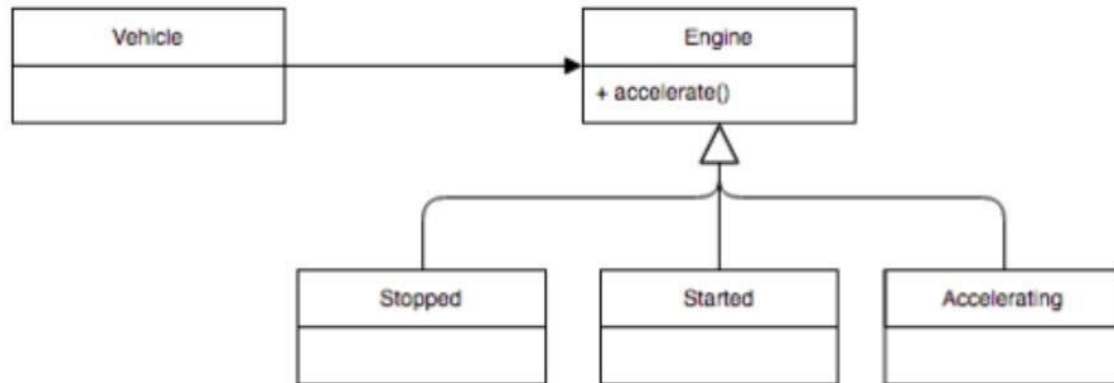 Vehicle
Engine
+ accelerate()
Stopped
Started
Accelerating